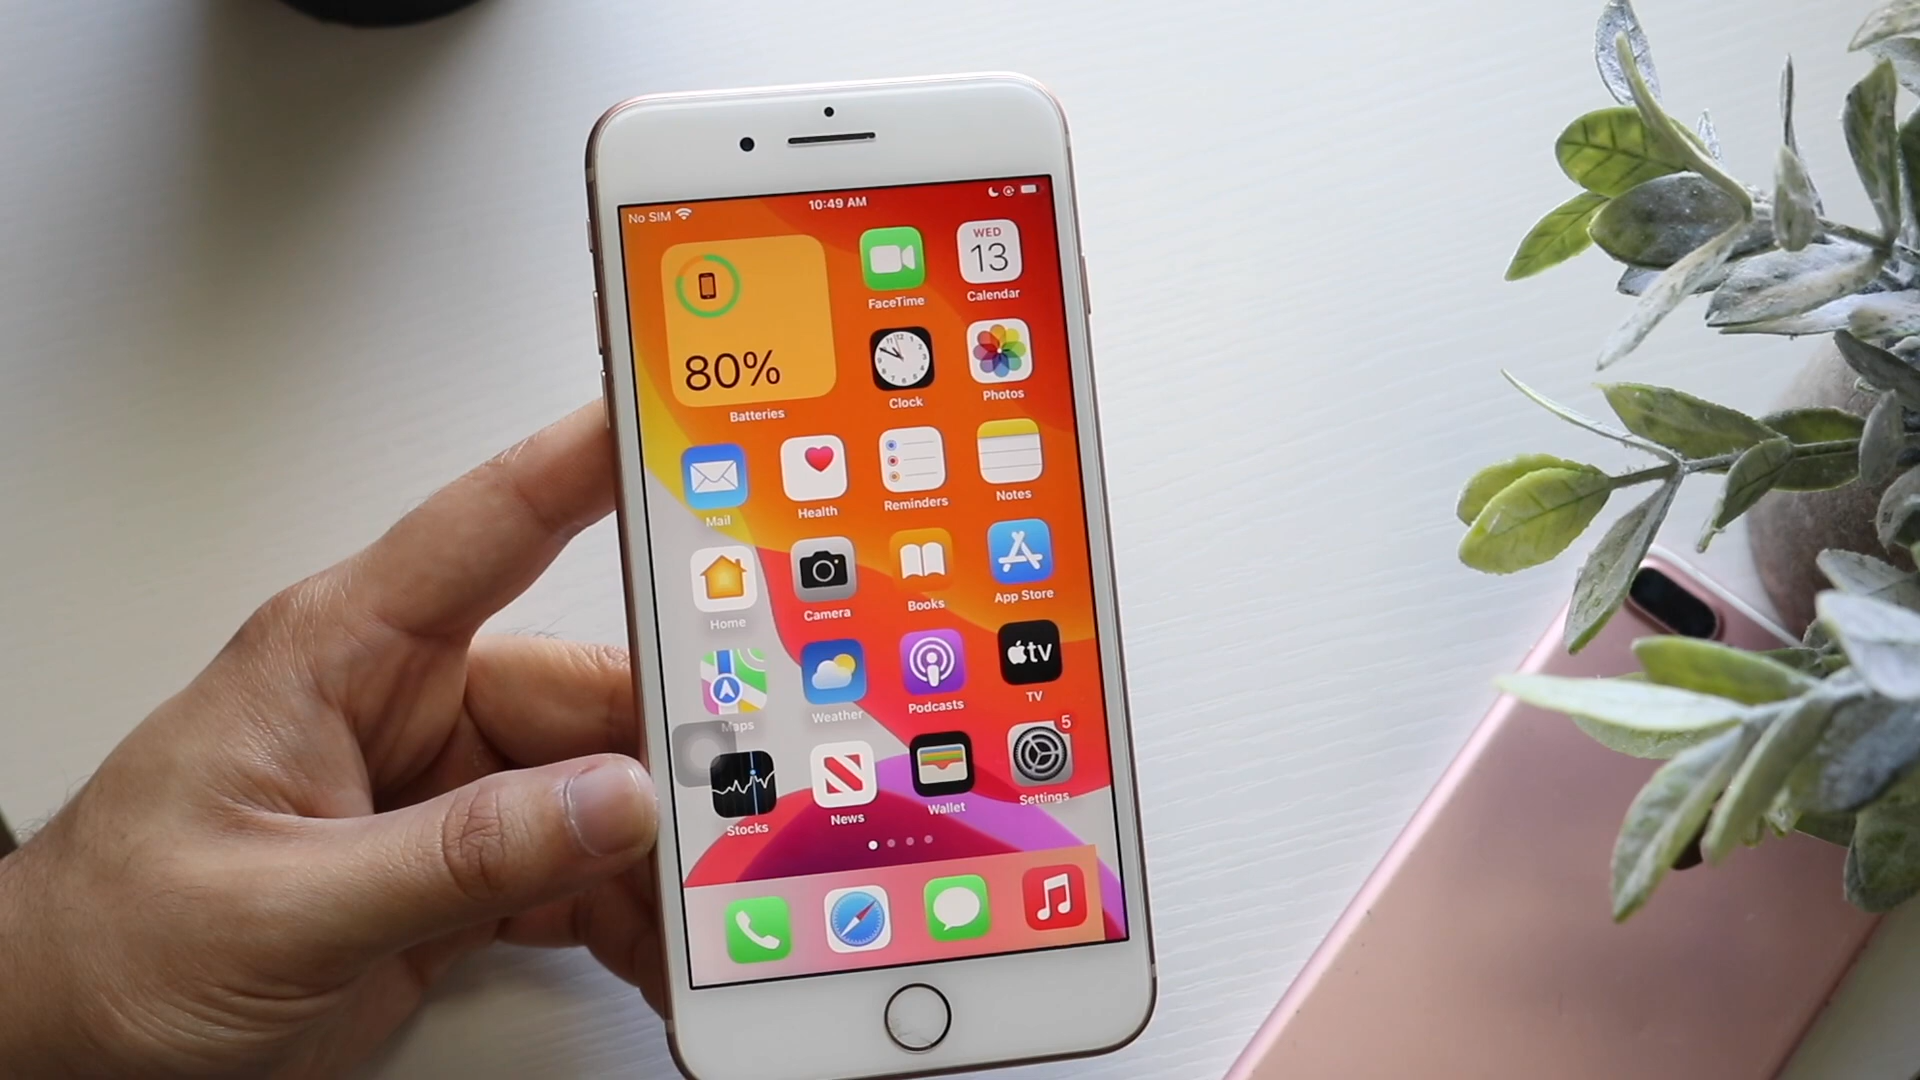 No SIM 10:49 AM
80%
Batteries
FaceTime
WED
13
Calendar
Clock
Photos
Mail
Health
Reminders
Notes
Home
Camera
Books
App Store
Maps
Weather
Podcasts
tv
TV
5
Stocks
News
Wallet
Settings